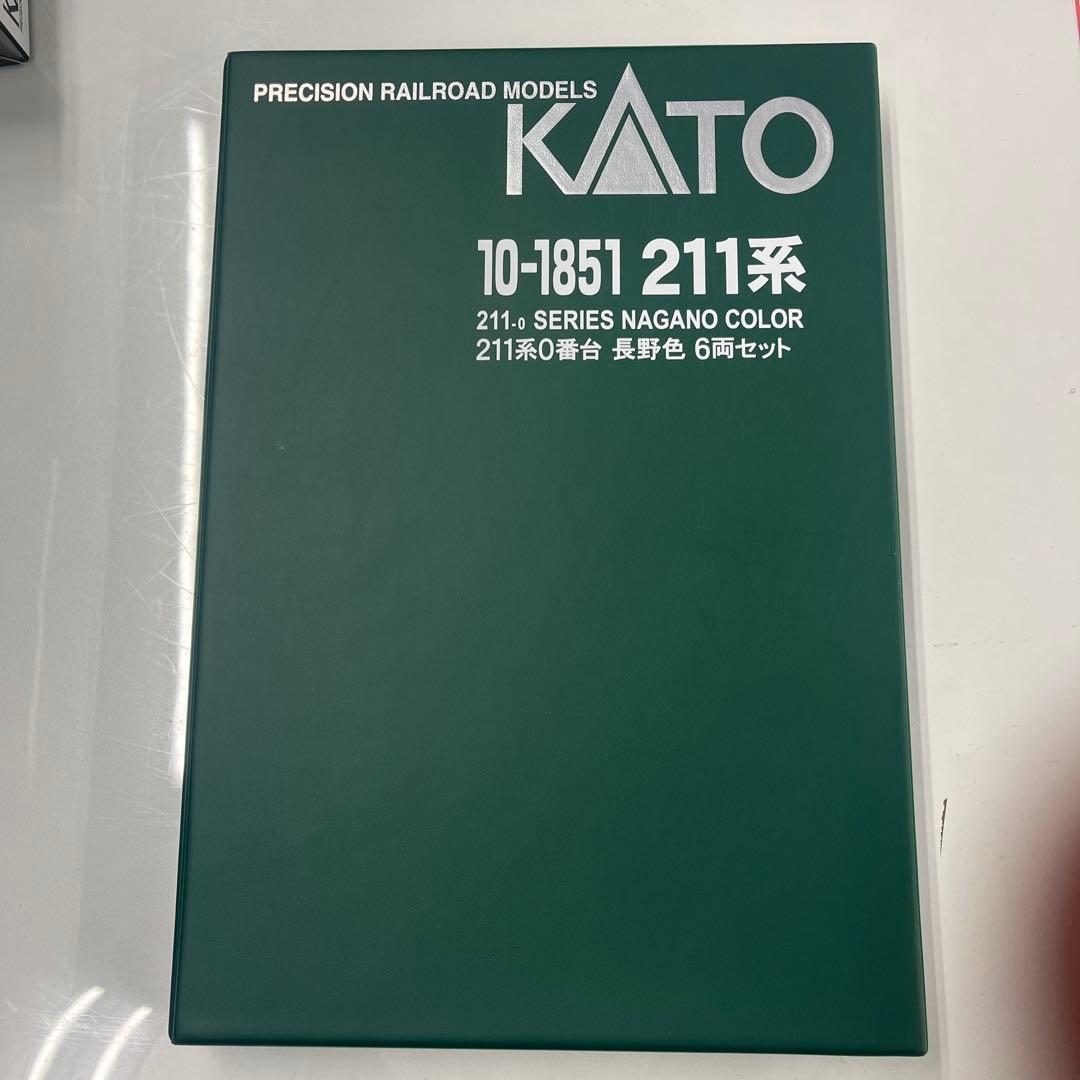 PRECISION RAILROAD MODELS
KATO
10-1851 211系
211-0 SERIES NAGANO COLOR
211系0番台 長野色 6両セット